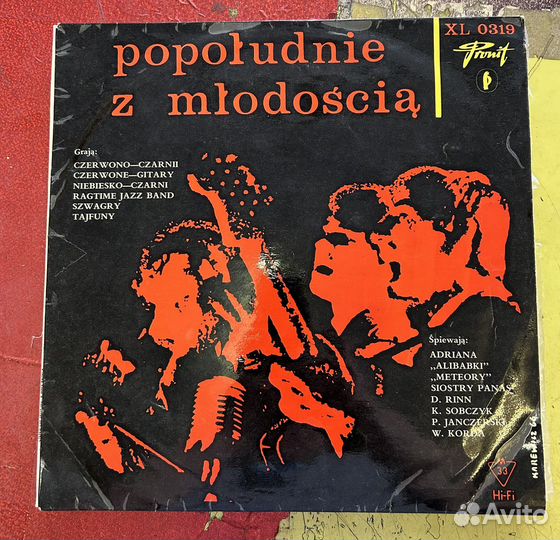 popołudnie
z młodością
XL 0319
Pronit
Grają:
CZERWONO—CZARNI
CZERWONE—GITARY
NIEBIESKO—CZARNI
RAGTIME JAZZ BAND
SZWAGRY
TAJFUNY
Śpiewają:
ADRIANA
„ALIBABKI”
„METEORY”
SIOSTRY PANAS
D. RINN
K. SOBCZYK
P. JANCZERSKI
W. KORDA
KAREWICZ
33
Hi-Fi
Avito